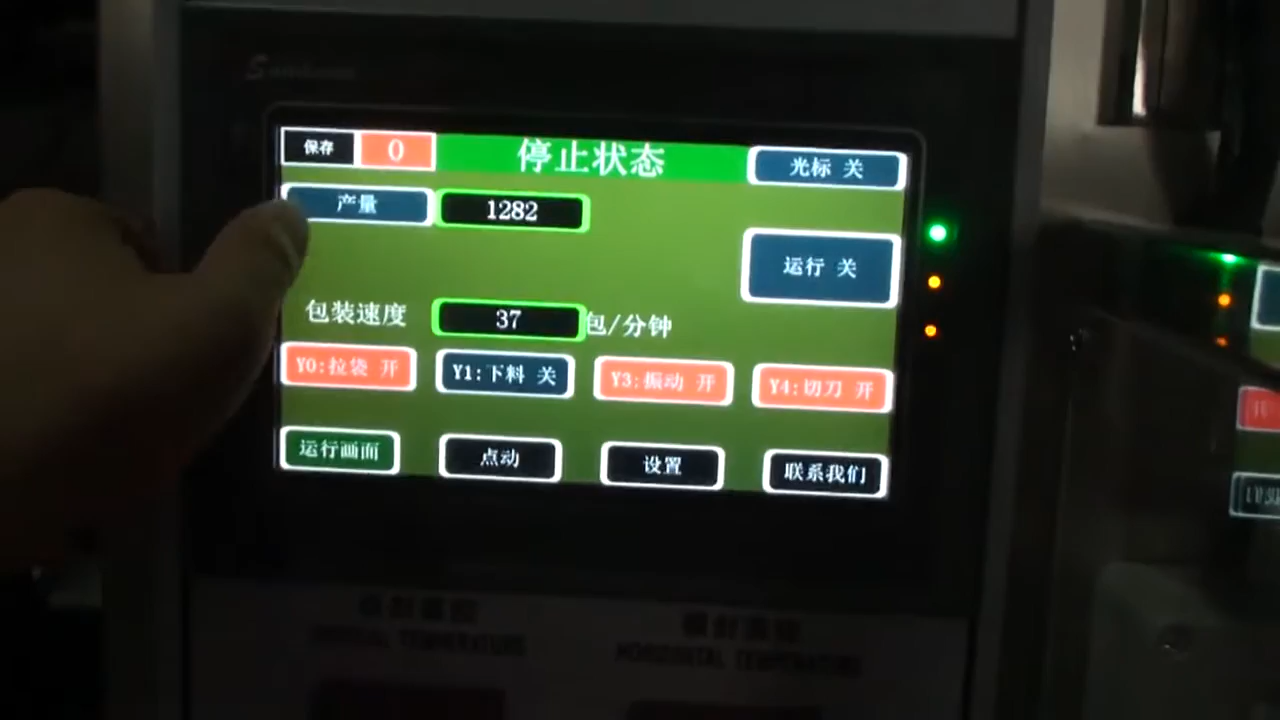 保存 0 停止状态 光标 关
产量 1282
运行 关
包装速度 37 包/分钟
Y0:拉袋 开 Y1:下料 关 Y3:振动 开 Y4:切刀 开
运行画面 点动 设置 联系我们
HORIZONTAL TEMPERATURE